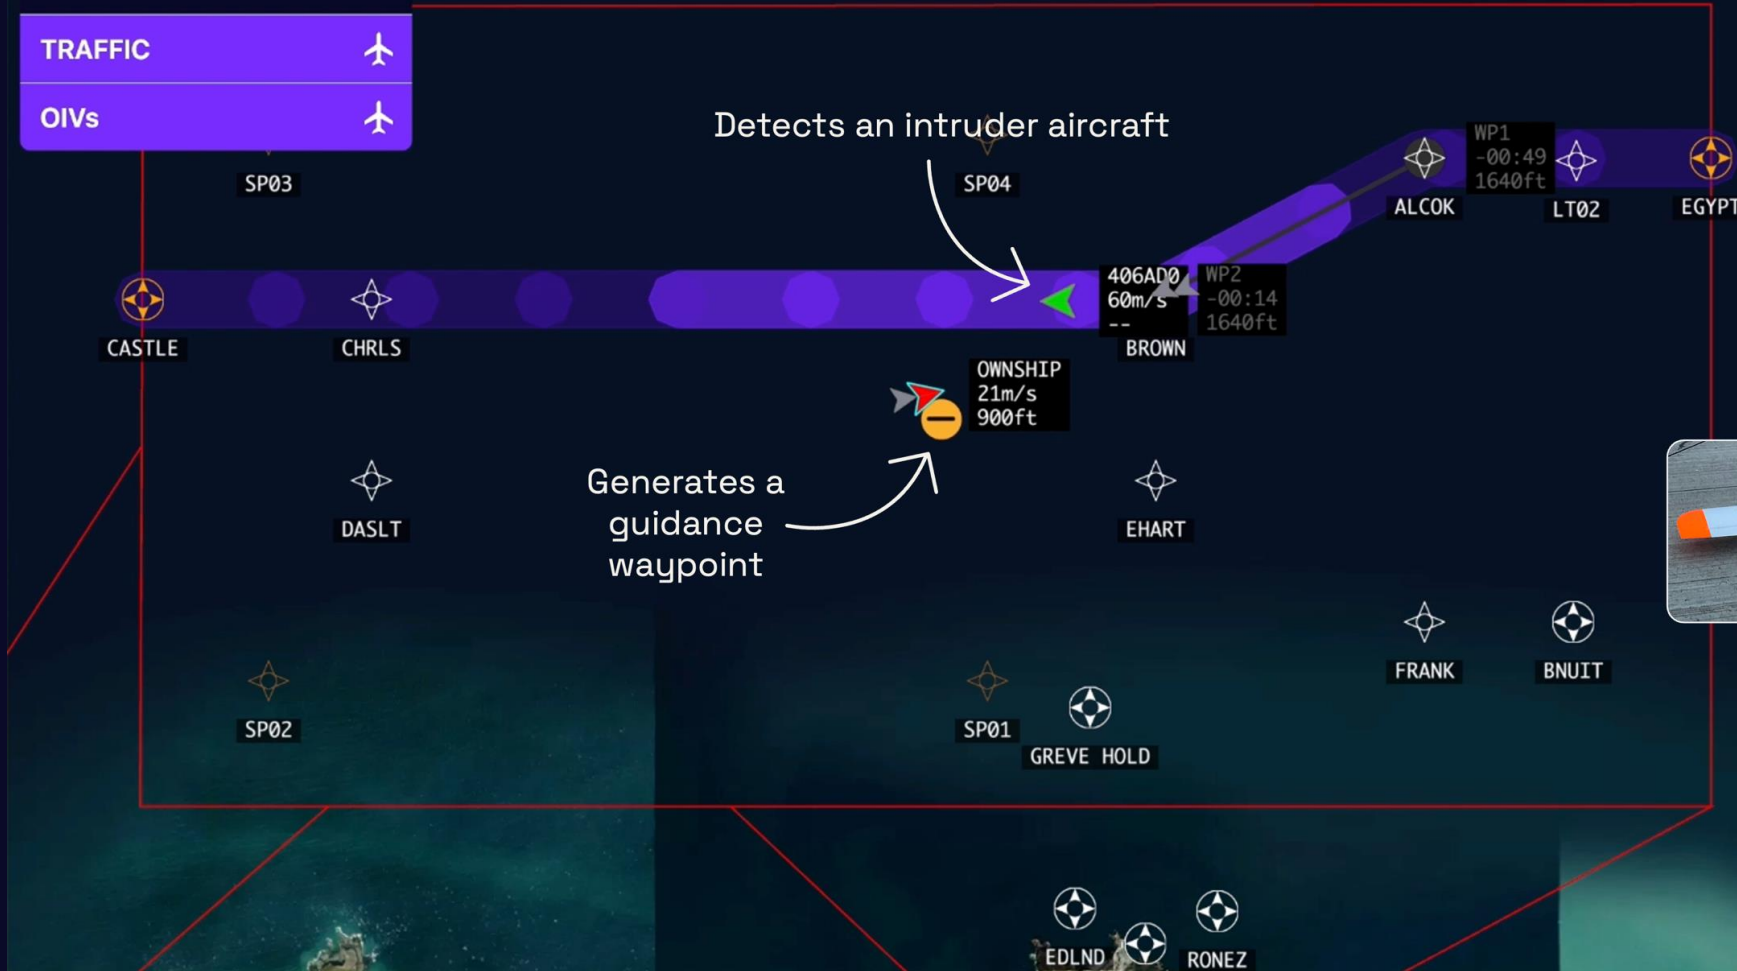 TRAFFIC
OIVs
Detects an intruder aircraft
SP03
SP04
WP1
-00:49
1640ft
ALCOK
LT02
EGYPT
406AD0
60m/s
--
WP2
-00:14
1640ft
CASTLE
CHRLS
BROWN
OWNSHIP
21m/s
900ft
Generates a
guidance
waypoint
DASLT
EHART
FRANK
BNUIT
SP02
SP01
GREVE HOLD
EDLND
RONEZ